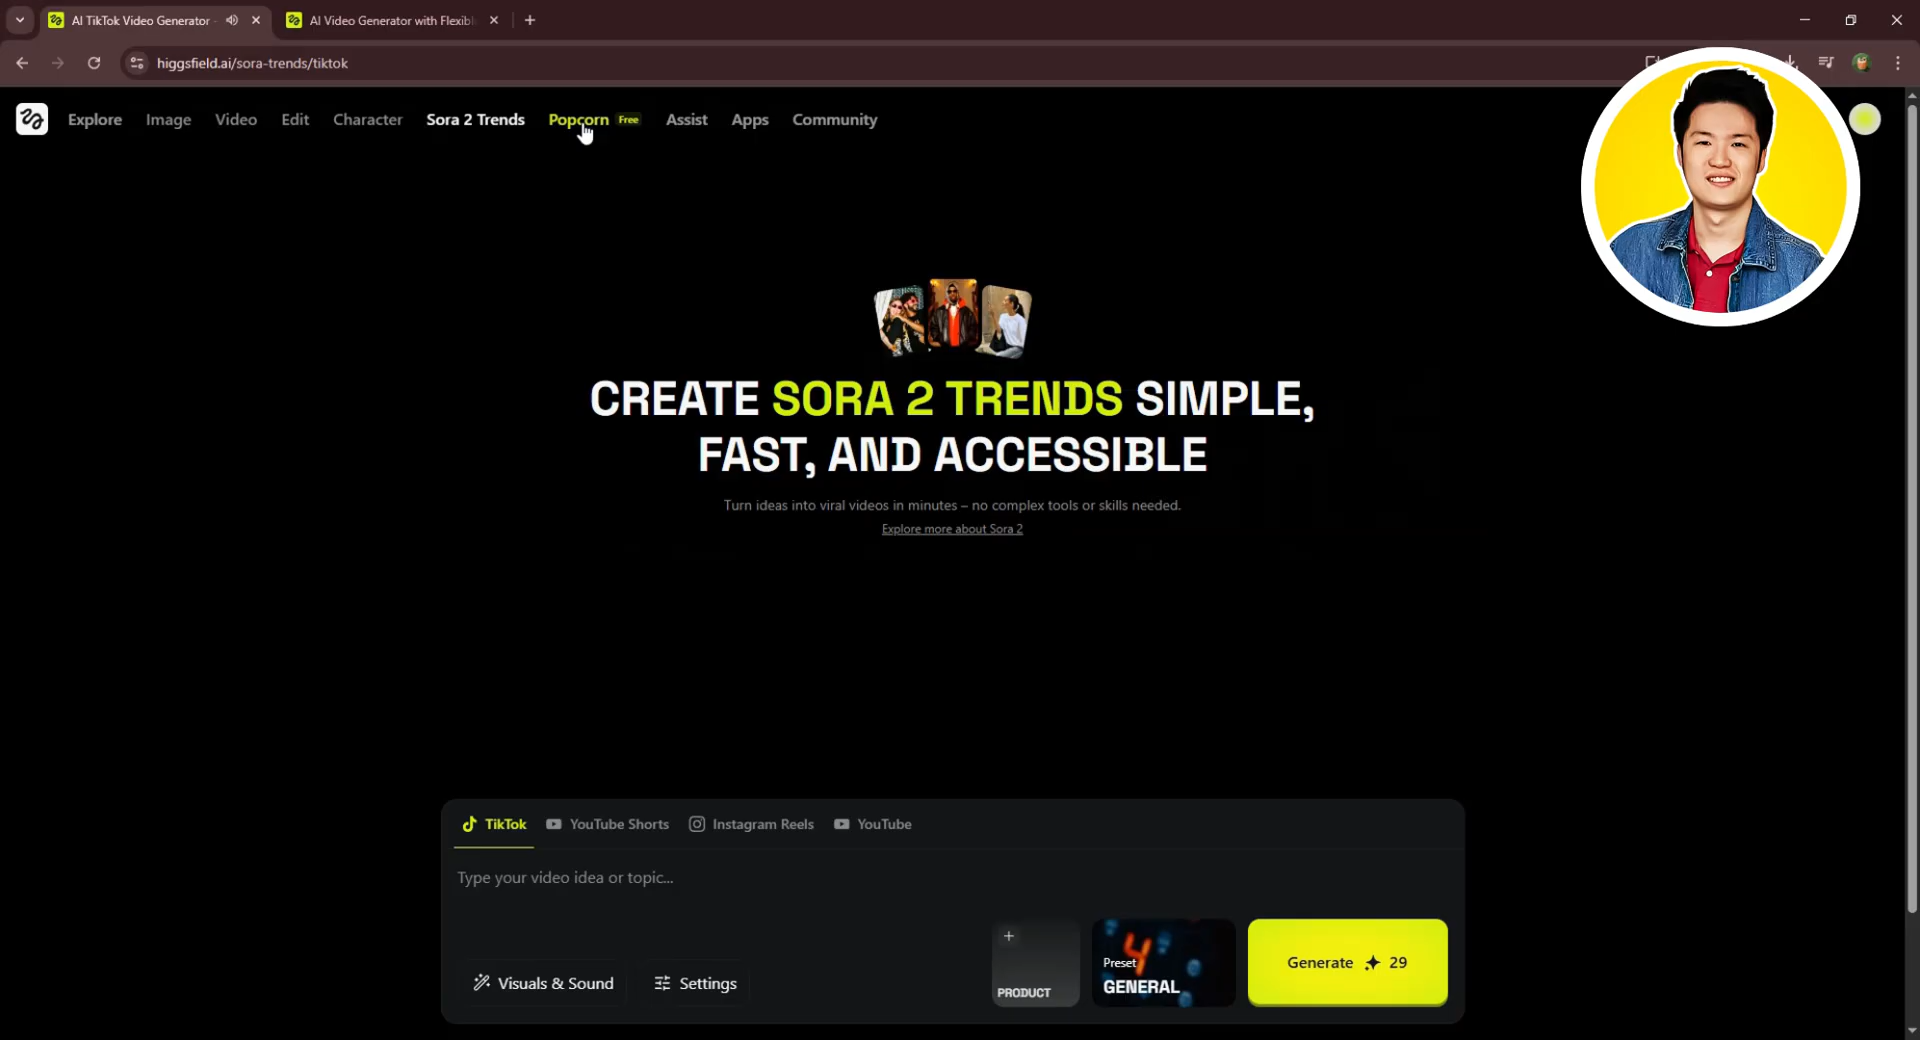 AI TikTok Video Generator -
AI Video Generator with Flexibl
higgsfield.ai/sora-trends/tiktok
Explore
Image
Video
Edit
Character
Sora 2 Trends
Popcorn Free
Assist
Apps
Community
CREATE SORA 2 TRENDS SIMPLE,
FAST, AND ACCESSIBLE
Turn ideas into viral videos in minutes – no complex tools or skills needed.
Explore more about Sora 2
TikTok
YouTube Shorts
Instagram Reels
YouTube
Type your video idea or topic...
Visuals & Sound
Settings
PRODUCT
4
Preset
GENERAL
Generate 29